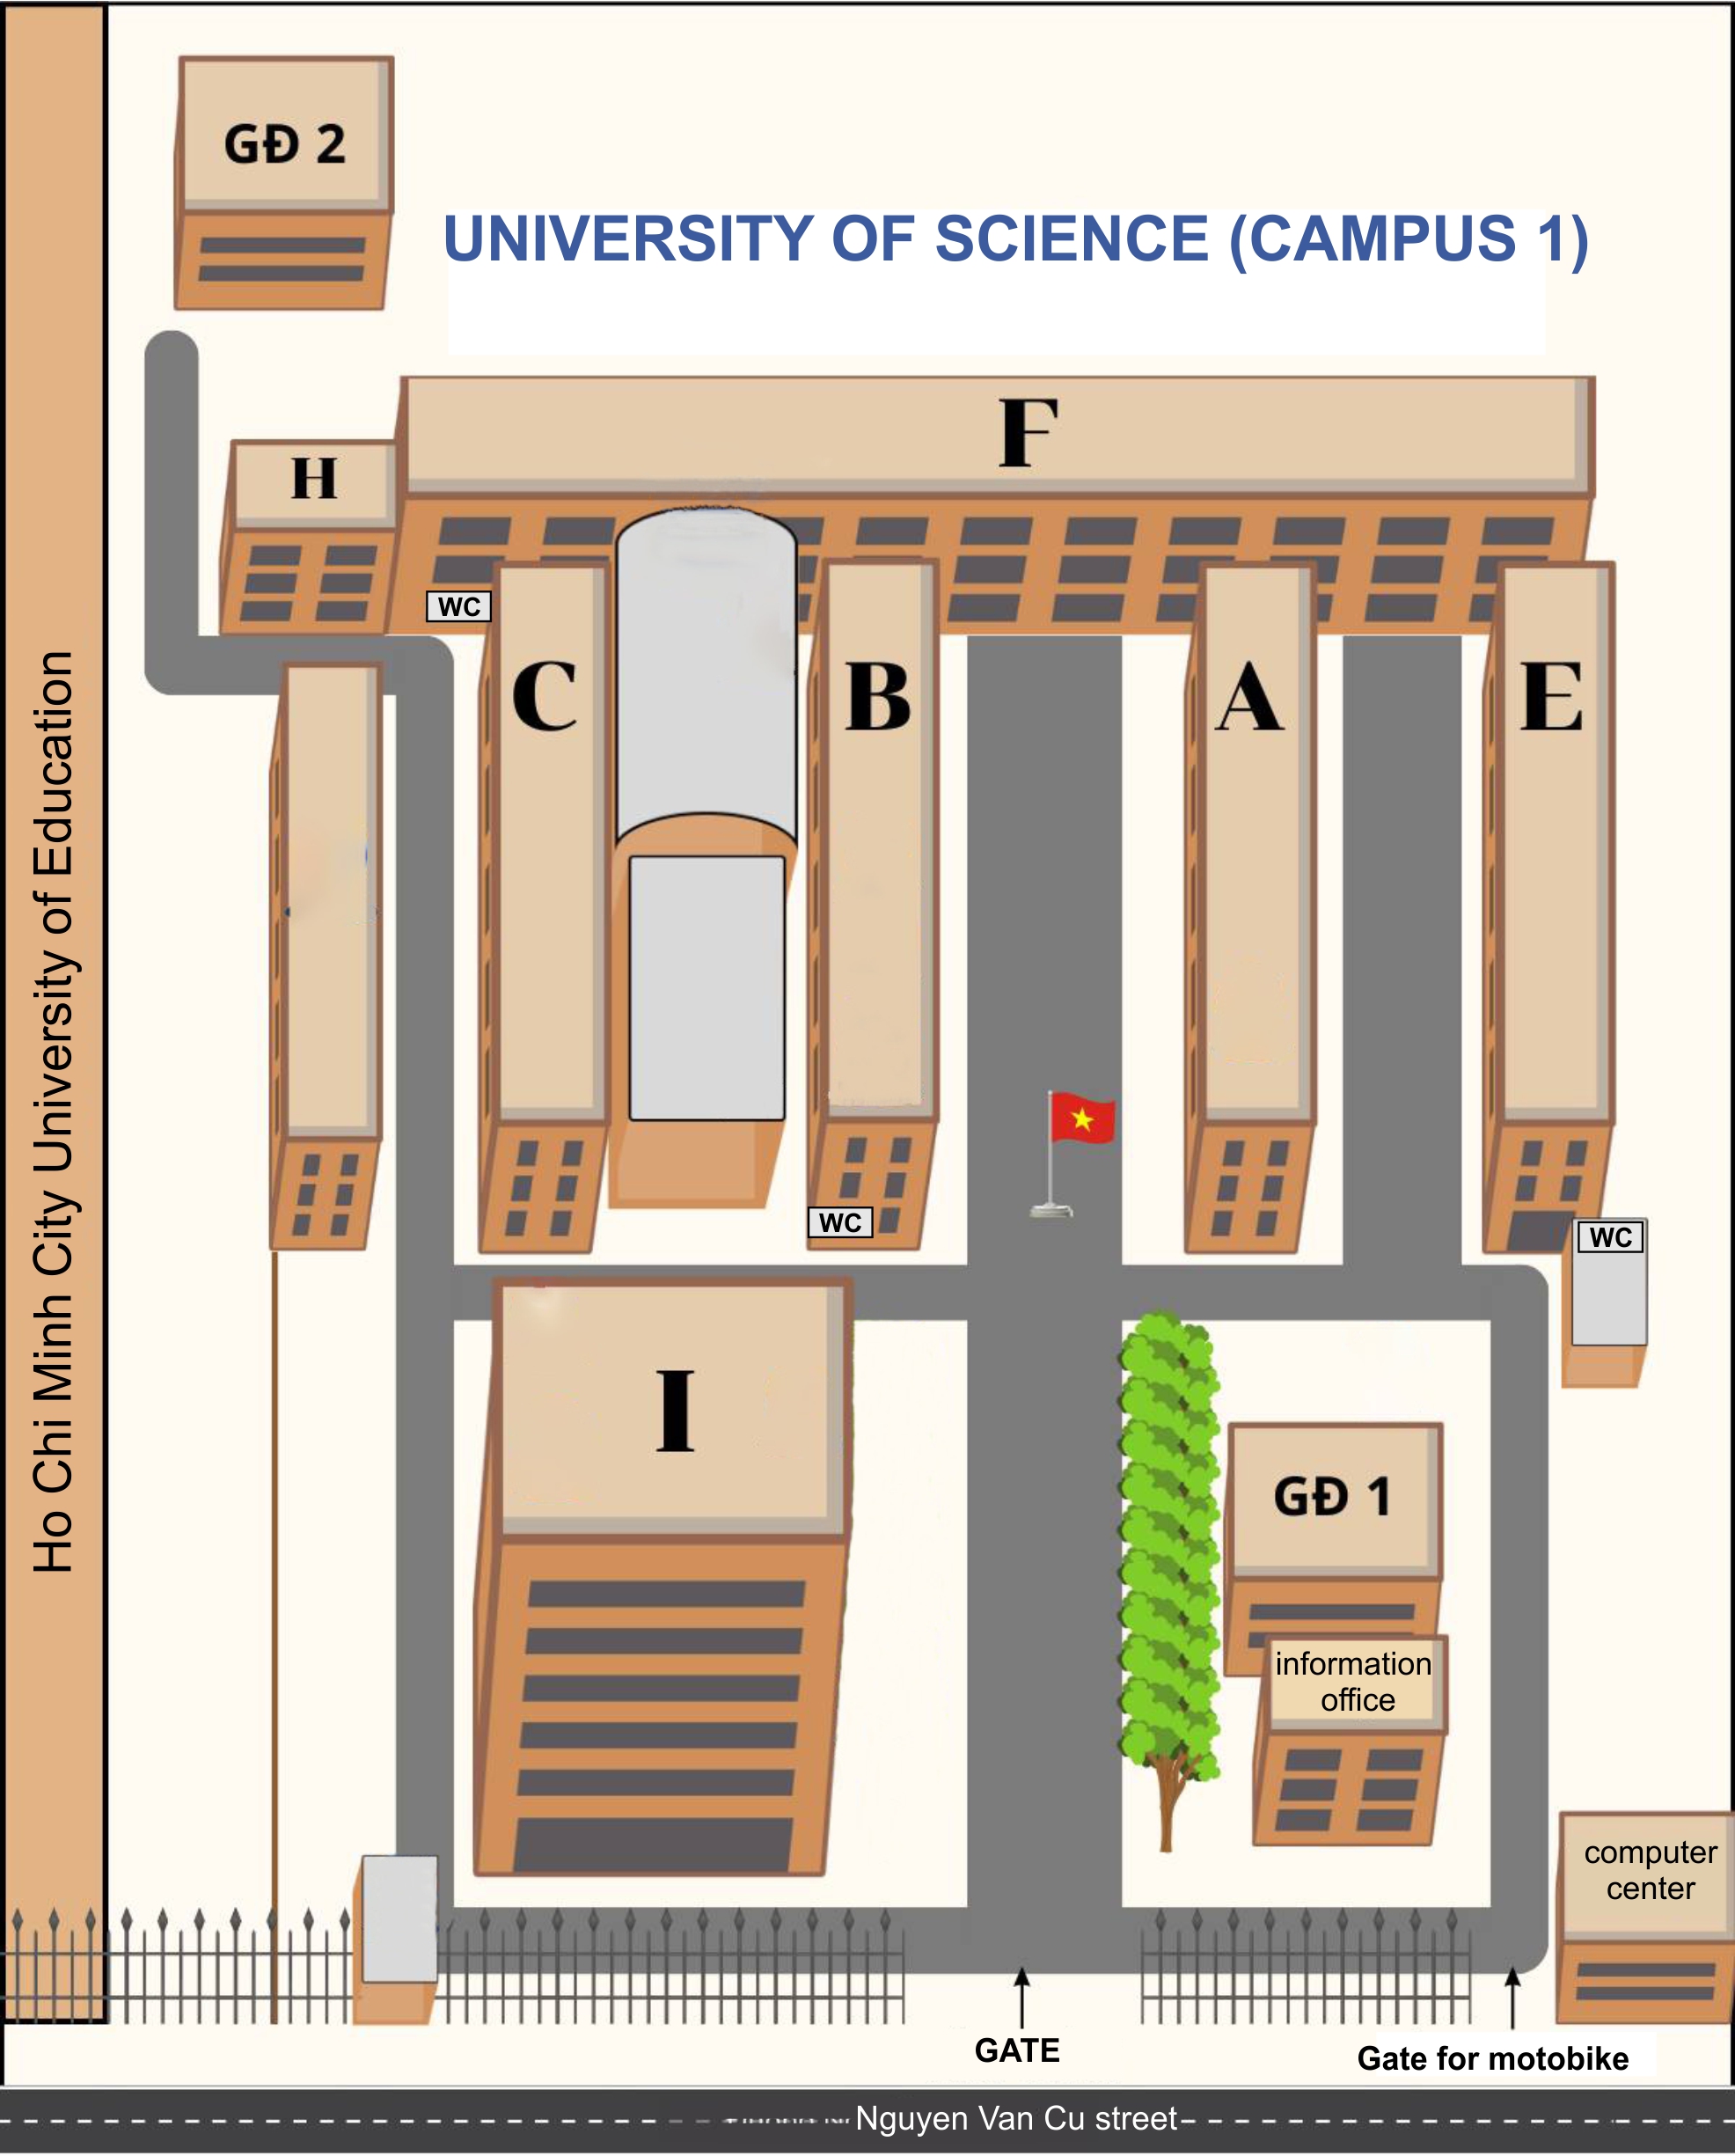 GĐ 2
UNIVERSITY OF SCIENCE (CAMPUS 1)
F
H
WC
C
B
A
E
Ho Chi Minh City University of Education
WC
WC
I
GĐ 1
information
office
computer
center
GATE
Gate for motobike
Nguyen Van Cu street